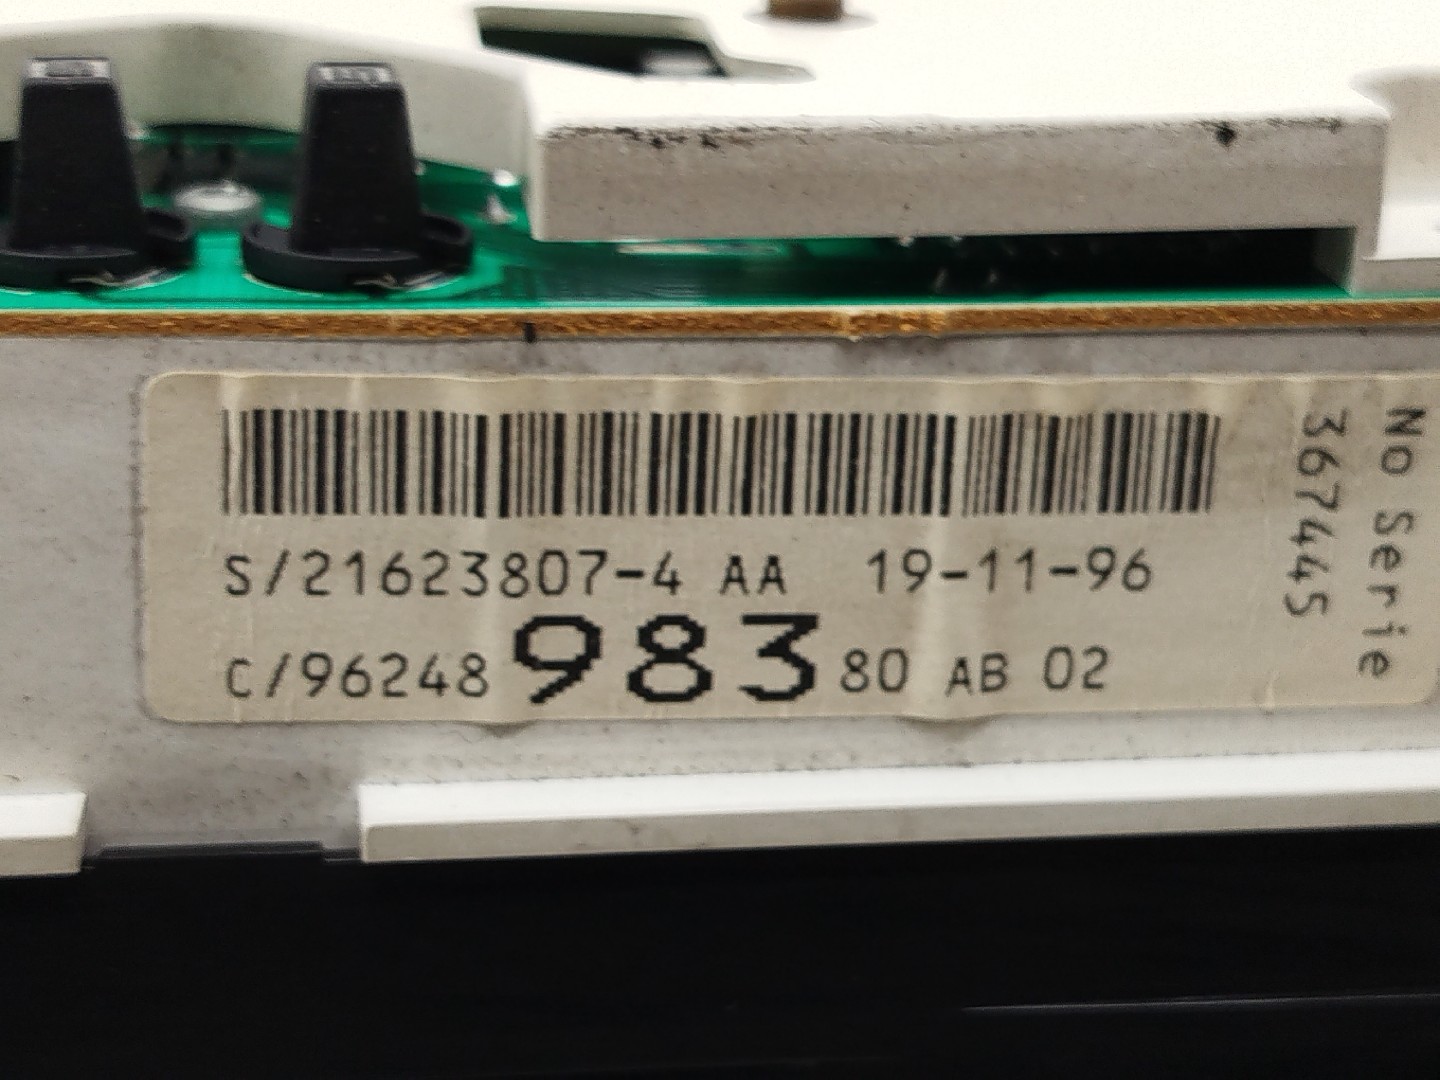 S/21623807-4 AA 19-11-96
C/96248 983 80 AB 02
No Serie
367445